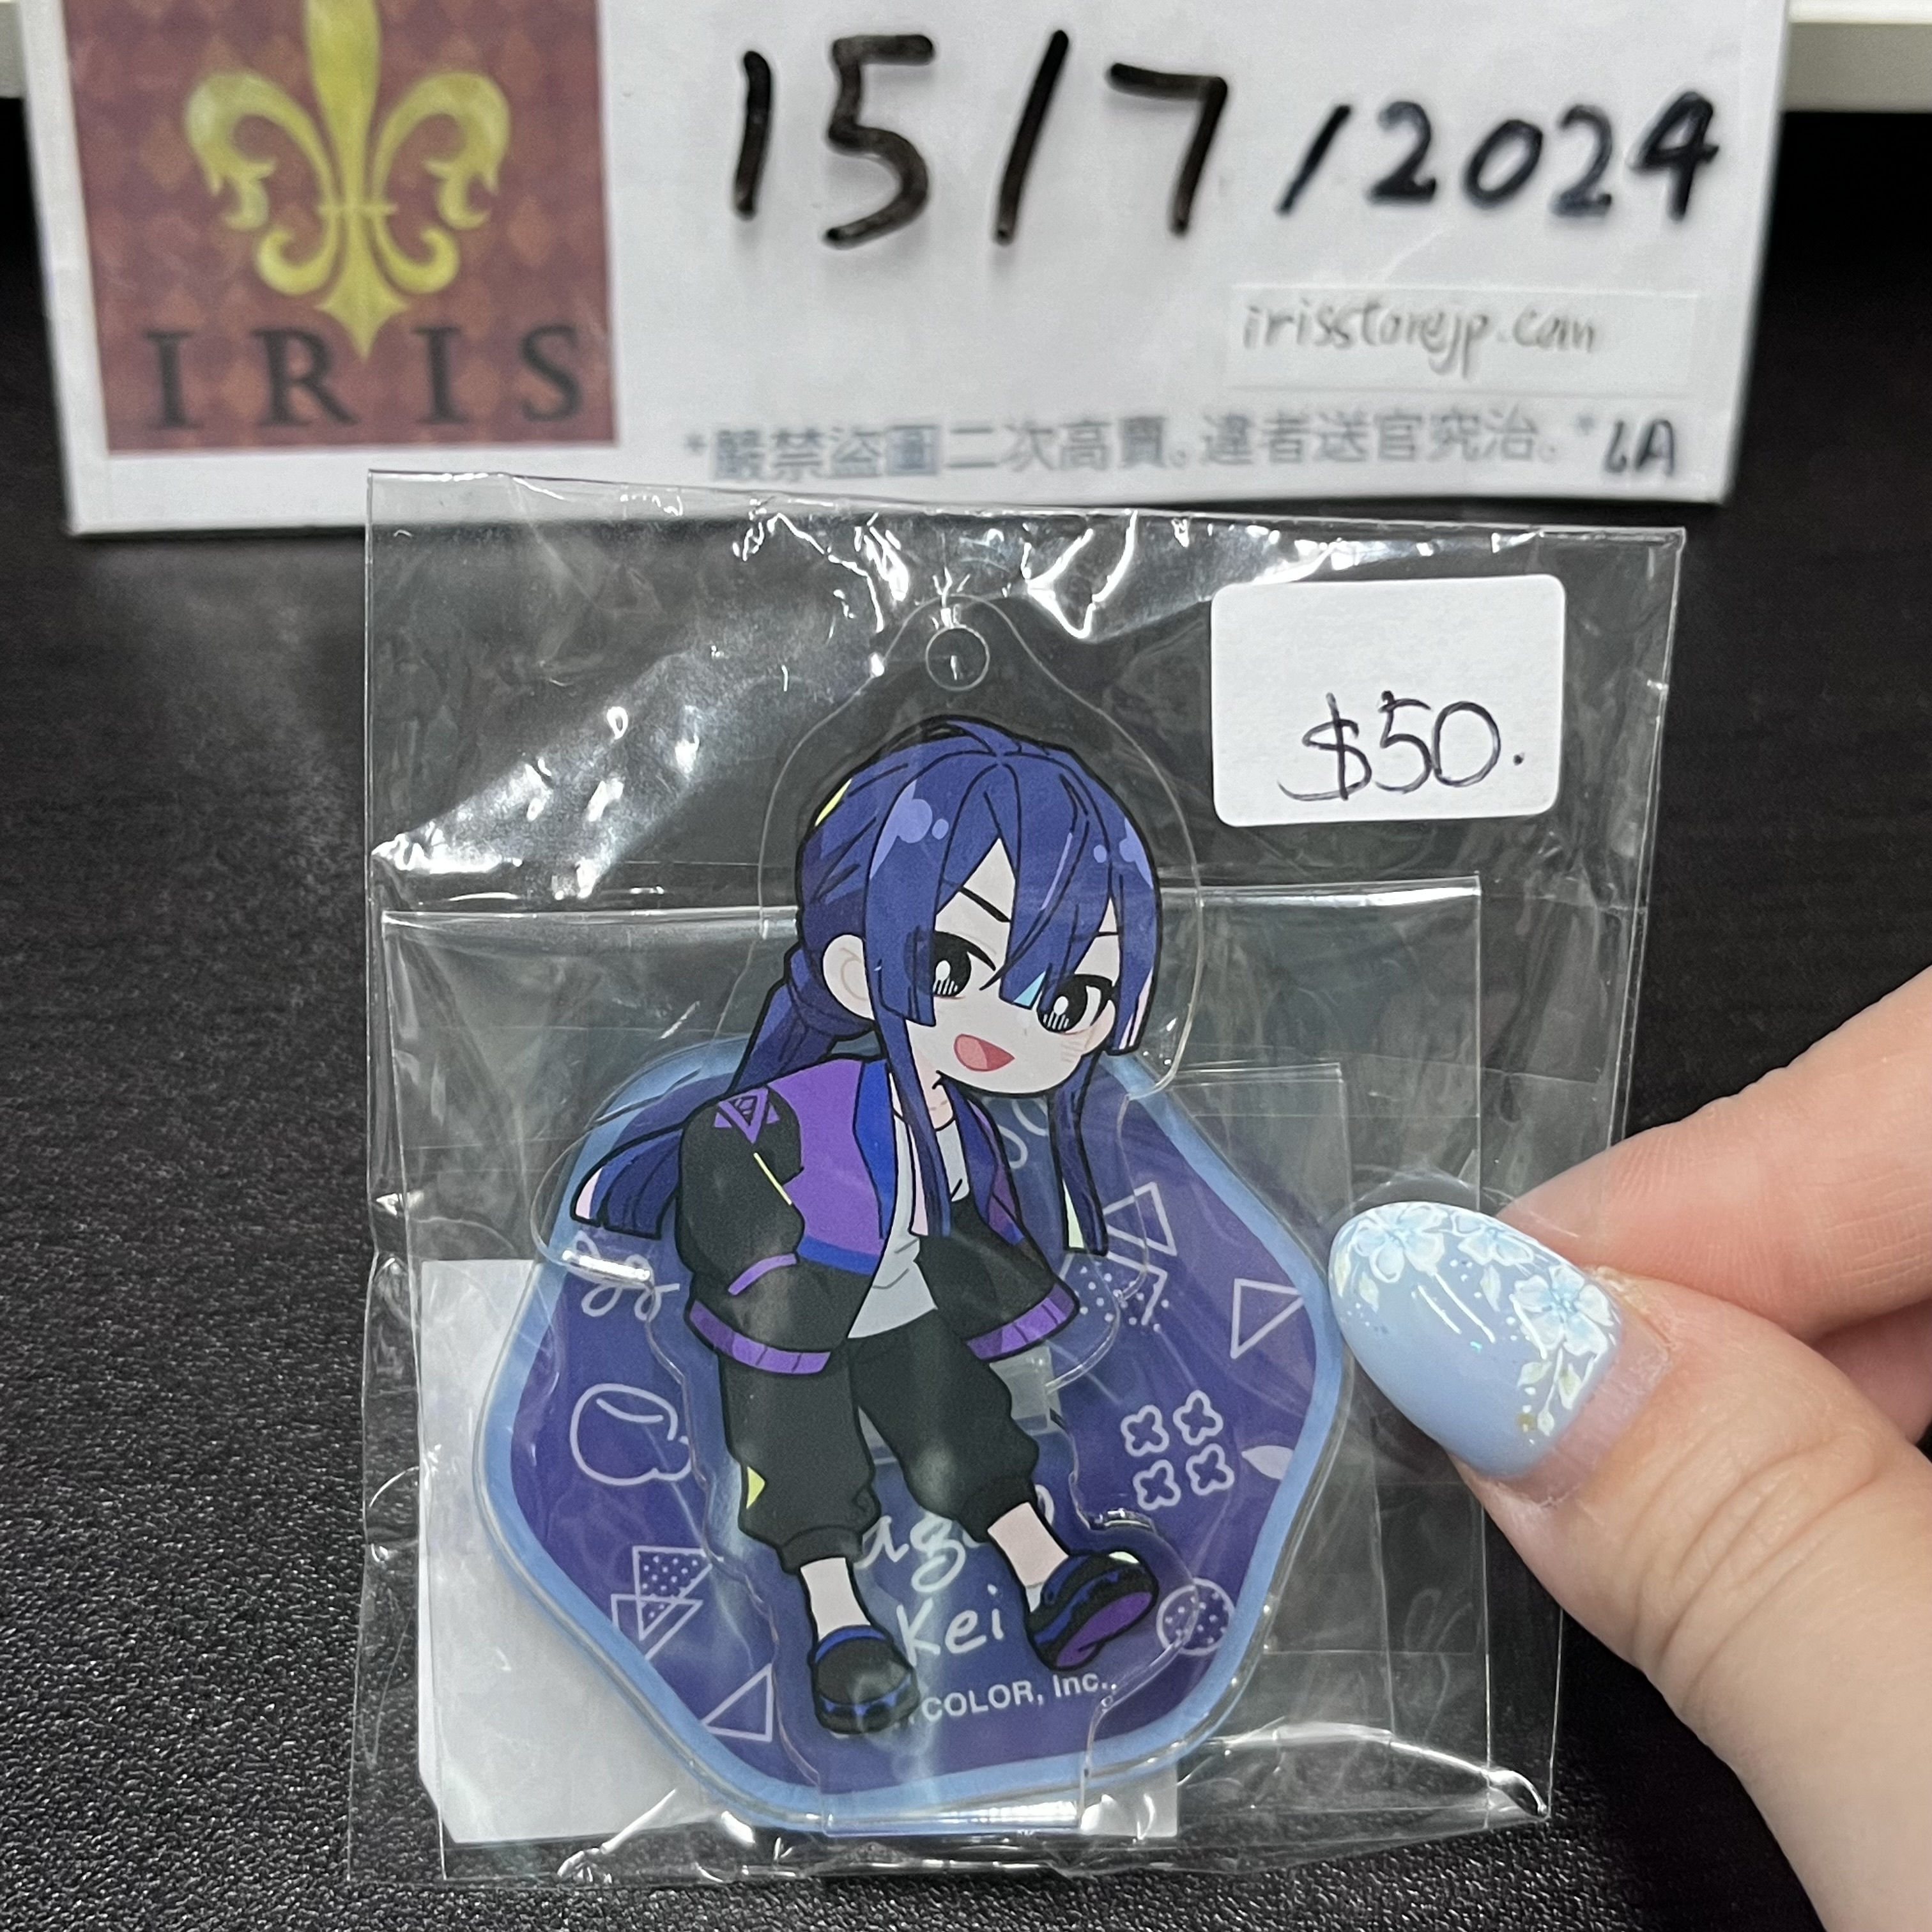 IRIS
15/7/2024
irisstorejp.com
*嚴禁盜圖二次高賣。違者送官究治.*LA
$50.
Kei
COLOR, Inc.